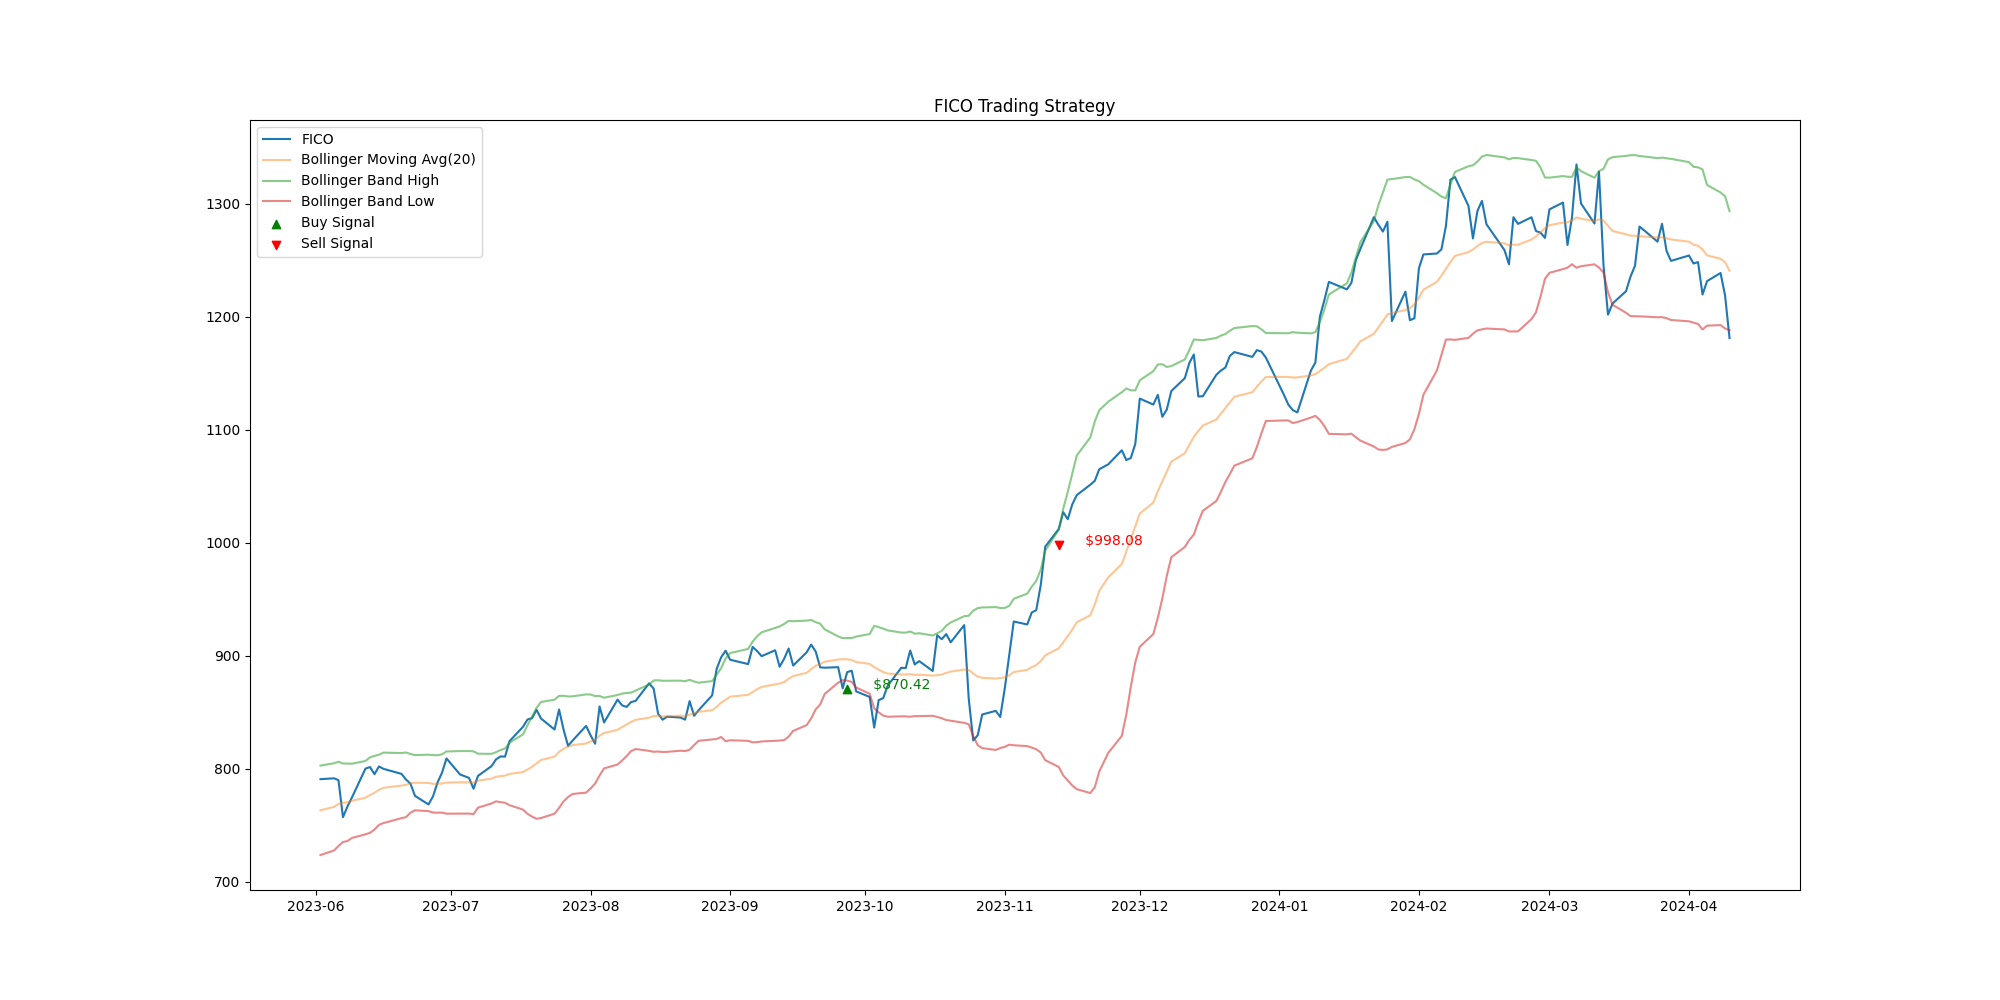 FICO Trading Strategy
FICO
Bollinger Moving Avg(20)
Bollinger Band High
Bollinger Band Low
Buy Signal
Sell Signal
1300
1200
1100
1000
900
800
700
$998.08
$870.42
2023-06 2023-07 2023-08 2023-09 2023-10 2023-11 2023-12 2024-01 2024-02 2024-03 2024-04